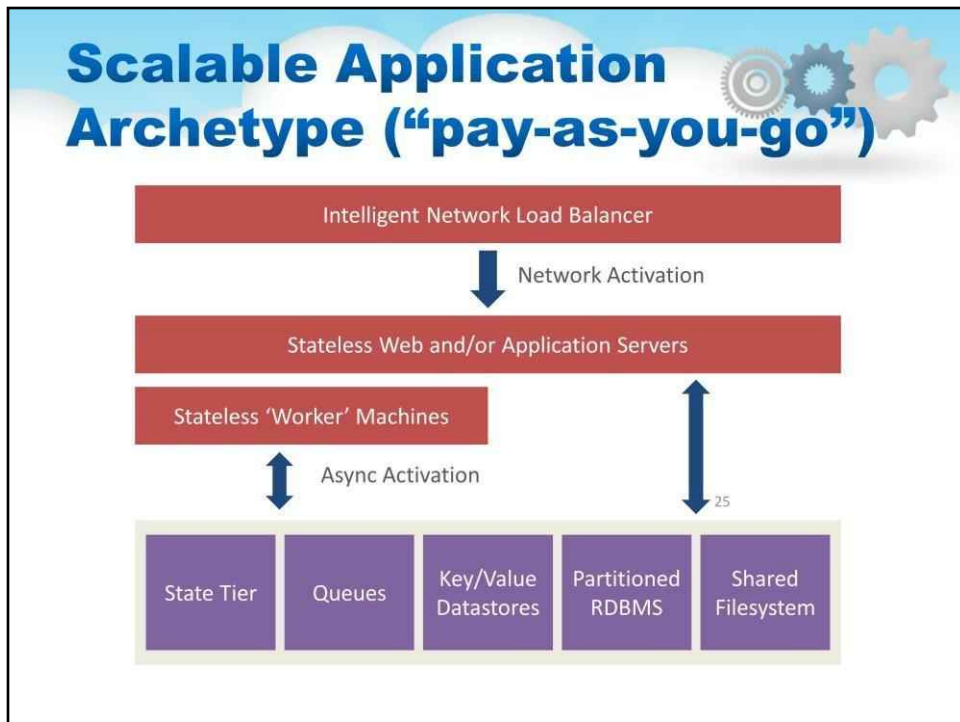 Scalable Application
Archetype (“pay-as-you-go”)
Intelligent Network Load Balancer
Network Activation
Stateless Web and/or Application Servers
Stateless ‘Worker’ Machines
Async Activation
25
State Tier
Queues
Key/Value
Datastores
Partitioned
RDBMS
Shared
Filesystem